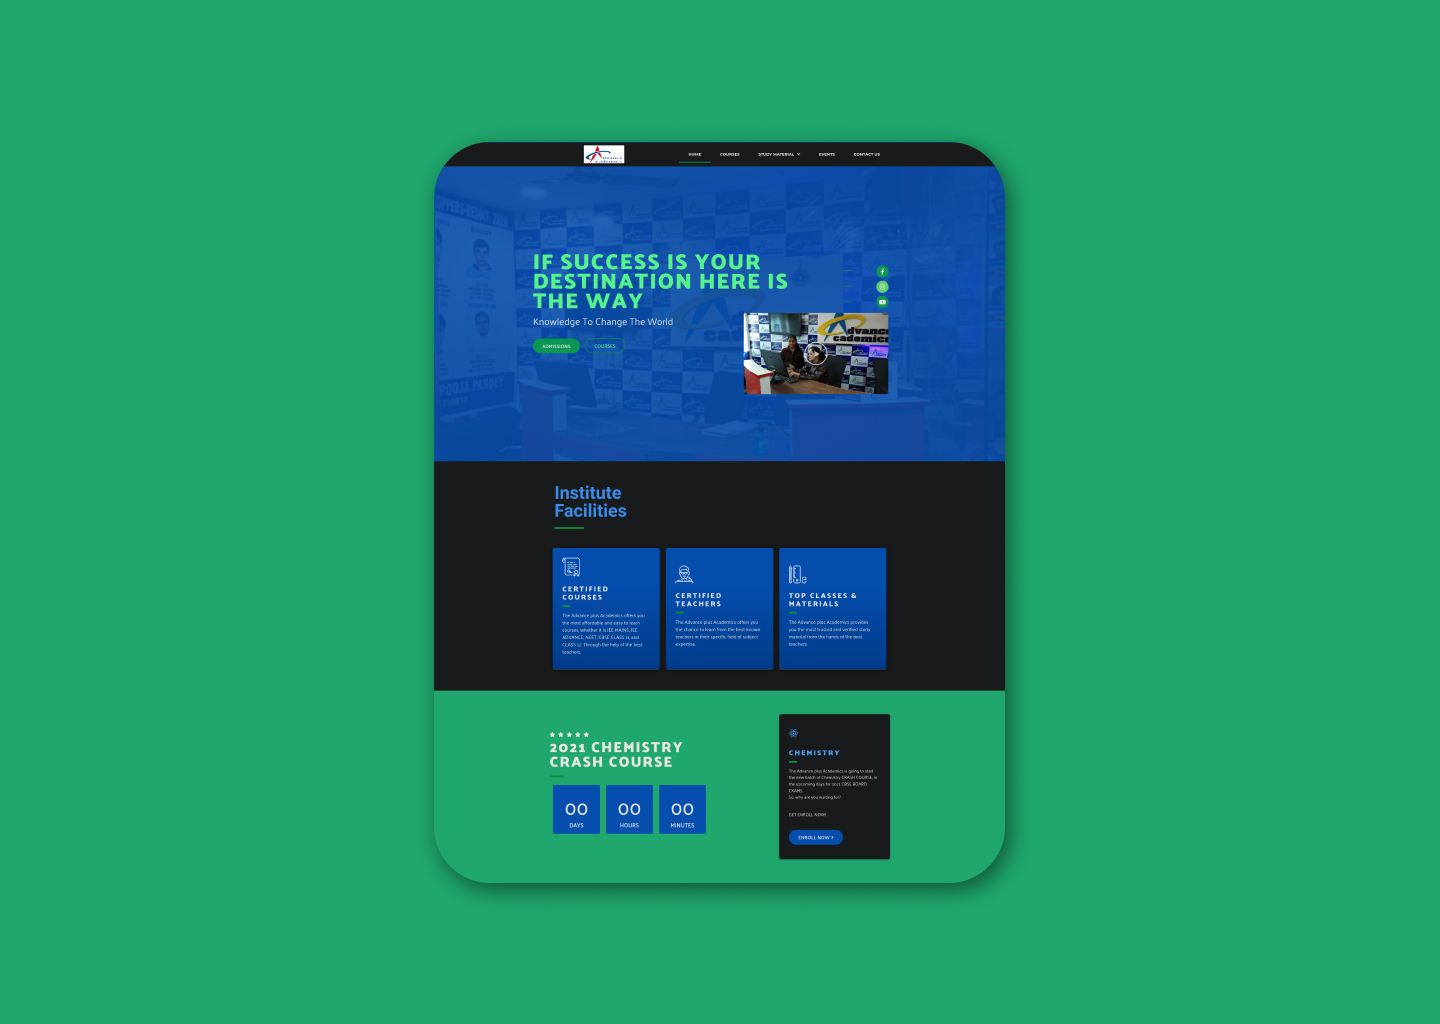 Advance
cademics
HOME
COURSES
STUDY MATERIAL
EVENTS
CONTACT US
IF SUCCESS IS YOUR
DESTINATION HERE IS
THE WAY
Knowledge To Change The World
ADMISSIONS
COURSES
dvance
cademics
POOJA PANDEY
Institute
Facilities
CERTIFIED
COURSES
The Advance plus Academics offers you
the most affordable and easy to learn
courses, whether it is JEE MAINS, JEE
ADVANCE, NEET, CBSE CLASS 11, and
CLASS 12. Through the help of the best
teachers.
CERTIFIED
TEACHERS
The Advance plus Academics offers you
the chance to learn from the best-known
teachers in their specific field of subject
expertise.
TOP CLASSES &
MATERIALS
The Advance plus Academics provides
you the most trusted and verified study
material from the hands of the best
teachers.
2021 CHEMISTRY
CRASH COURSE
00
DAYS
00
HOURS
00
MINUTES
CHEMISTRY
The Advance plus Academics is going to start
the new batch of Chemistry CRASH COURSE, in
the upcoming days for 2021 CBSE BOARD
EXAMS.
So why are you waiting for?
GET ENROLL NOW!
ENROLL NOW